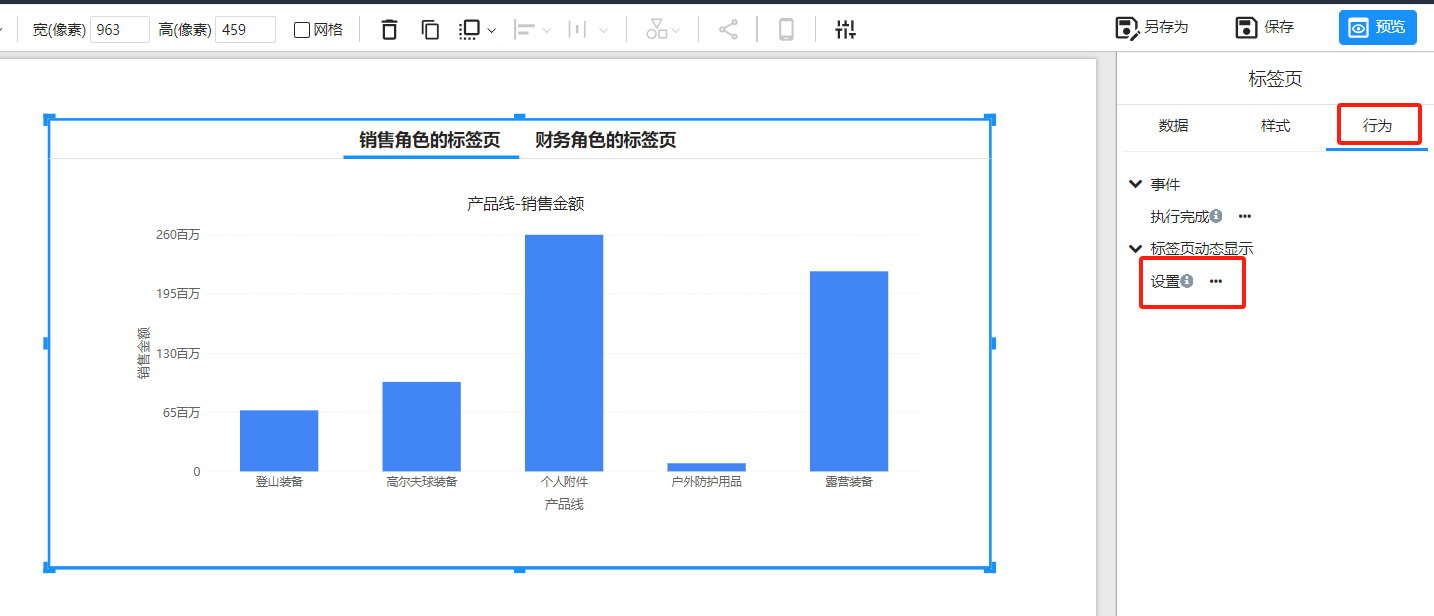 宽(像素) 963 高(像素) 459 网格 另存为 保存 预览
标签页
数据 样式 行为
销售角色的标签页 财务角色的标签页
事件
执行完成
标签页动态显示
设置
产品线-销售金额
260百万
195百万
130百万
65百万
0
销售金额
登山装备 高尔夫球装备 个人附件 户外防护用品 露营装备
产品线